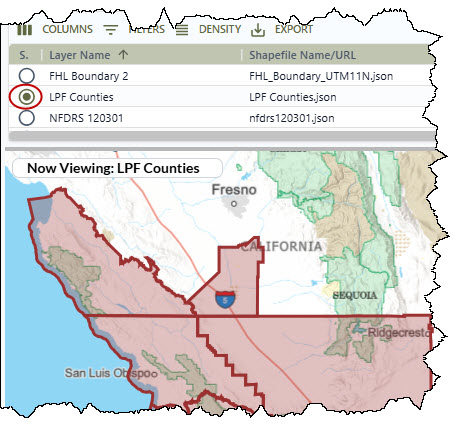 COLUMNS FILTERS DENSITY EXPORT
S. Layer Name Shapefile Name/URL
FHL Boundary 2 FHL_Boundary_UTM11N.json
LPF Counties LPF Counties.json
NFDRS 120301 nfdrs120301.json
Now Viewing: LPF Counties
Fresno
CALIFORNIA
SEQUOIA
5
Ridgecrest
San Luis Obispo